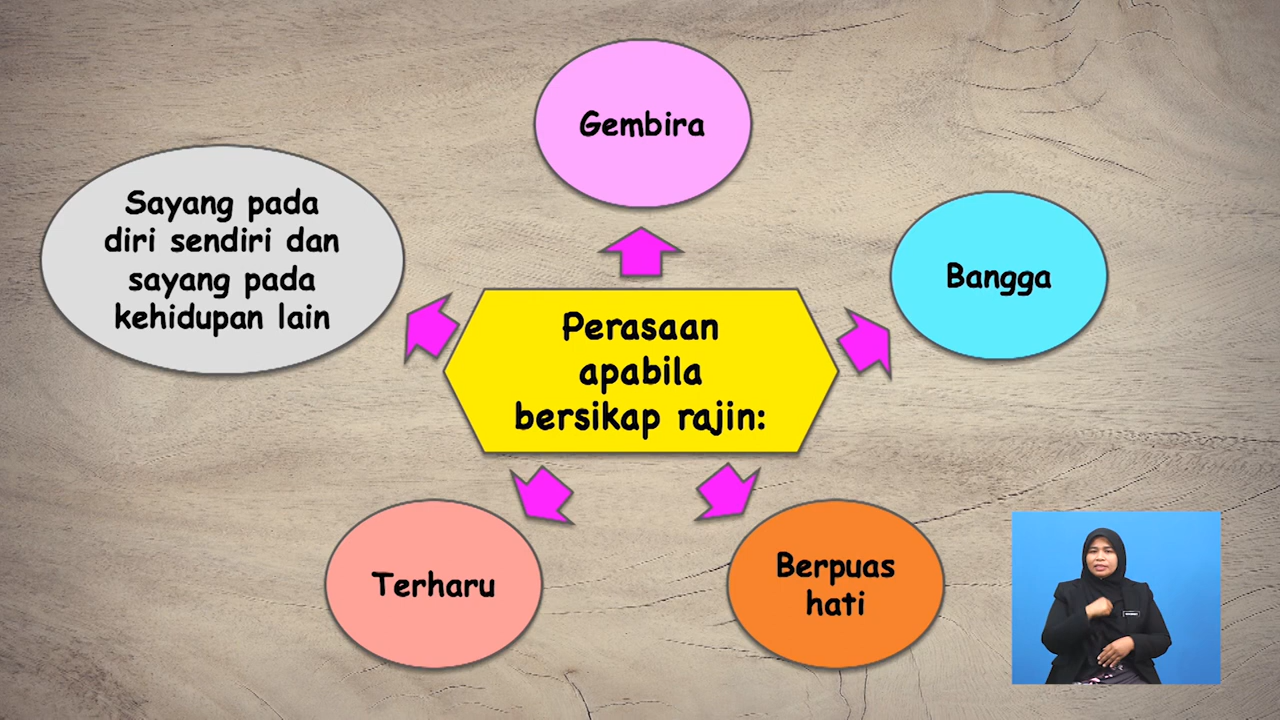 Gembira
Sayang pada
diri sendiri dan
sayang pada
kehidupan lain
Bangga
Perasaan
apabila
bersikap rajin:
Terharu
Berpuas
hati